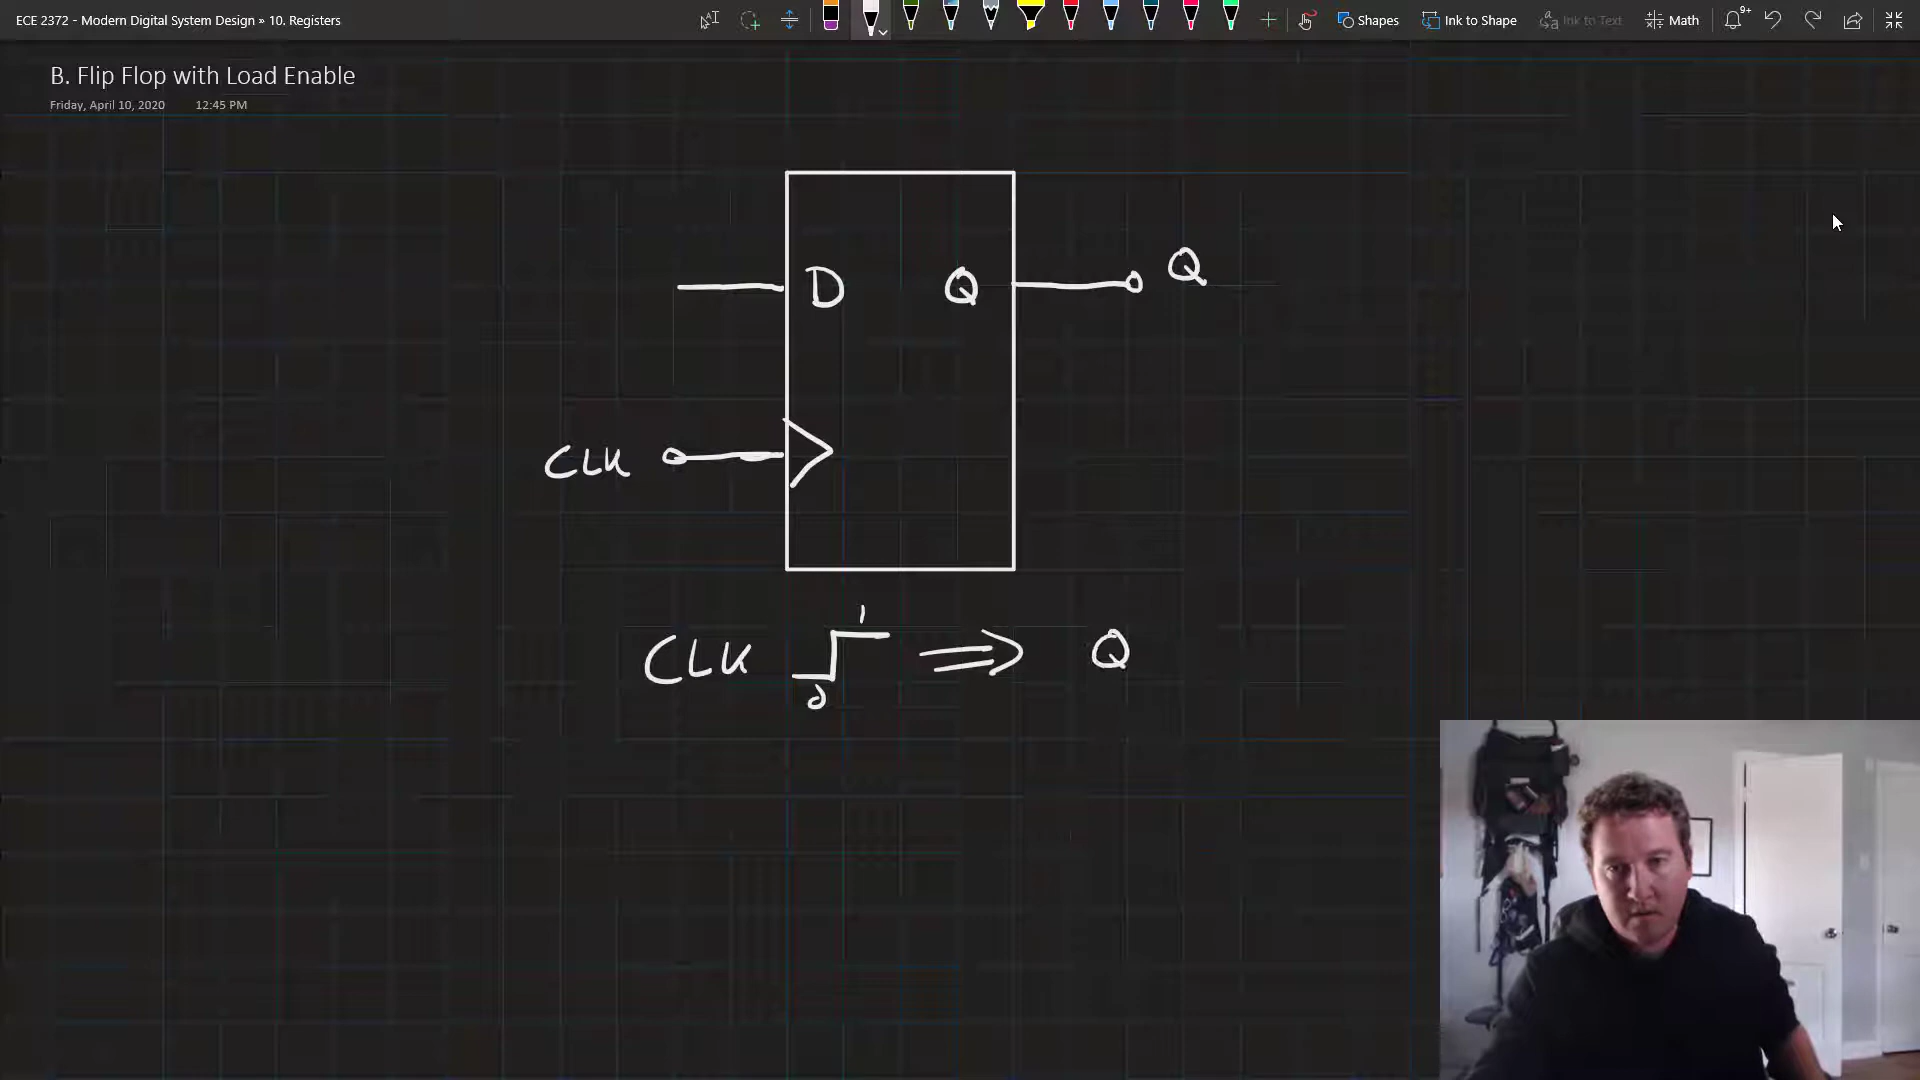 ECE 2372 - Modern Digital System Design » 10. Registers
Shapes
Ink to Shape
Ink to Text
Math
9+
B. Flip Flop with Load Enable
Friday, April 10, 2020 12:45 PM
D Q Q
CLK
1
CLK ⇒ Q
0